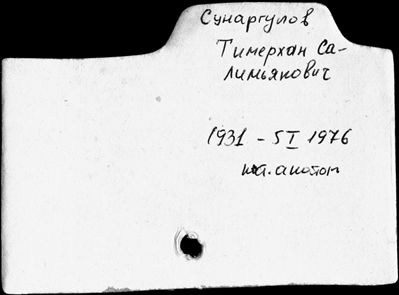 Сунаргулов
Тимерхан Са-
лимьянович
1931 – 5 I 1976